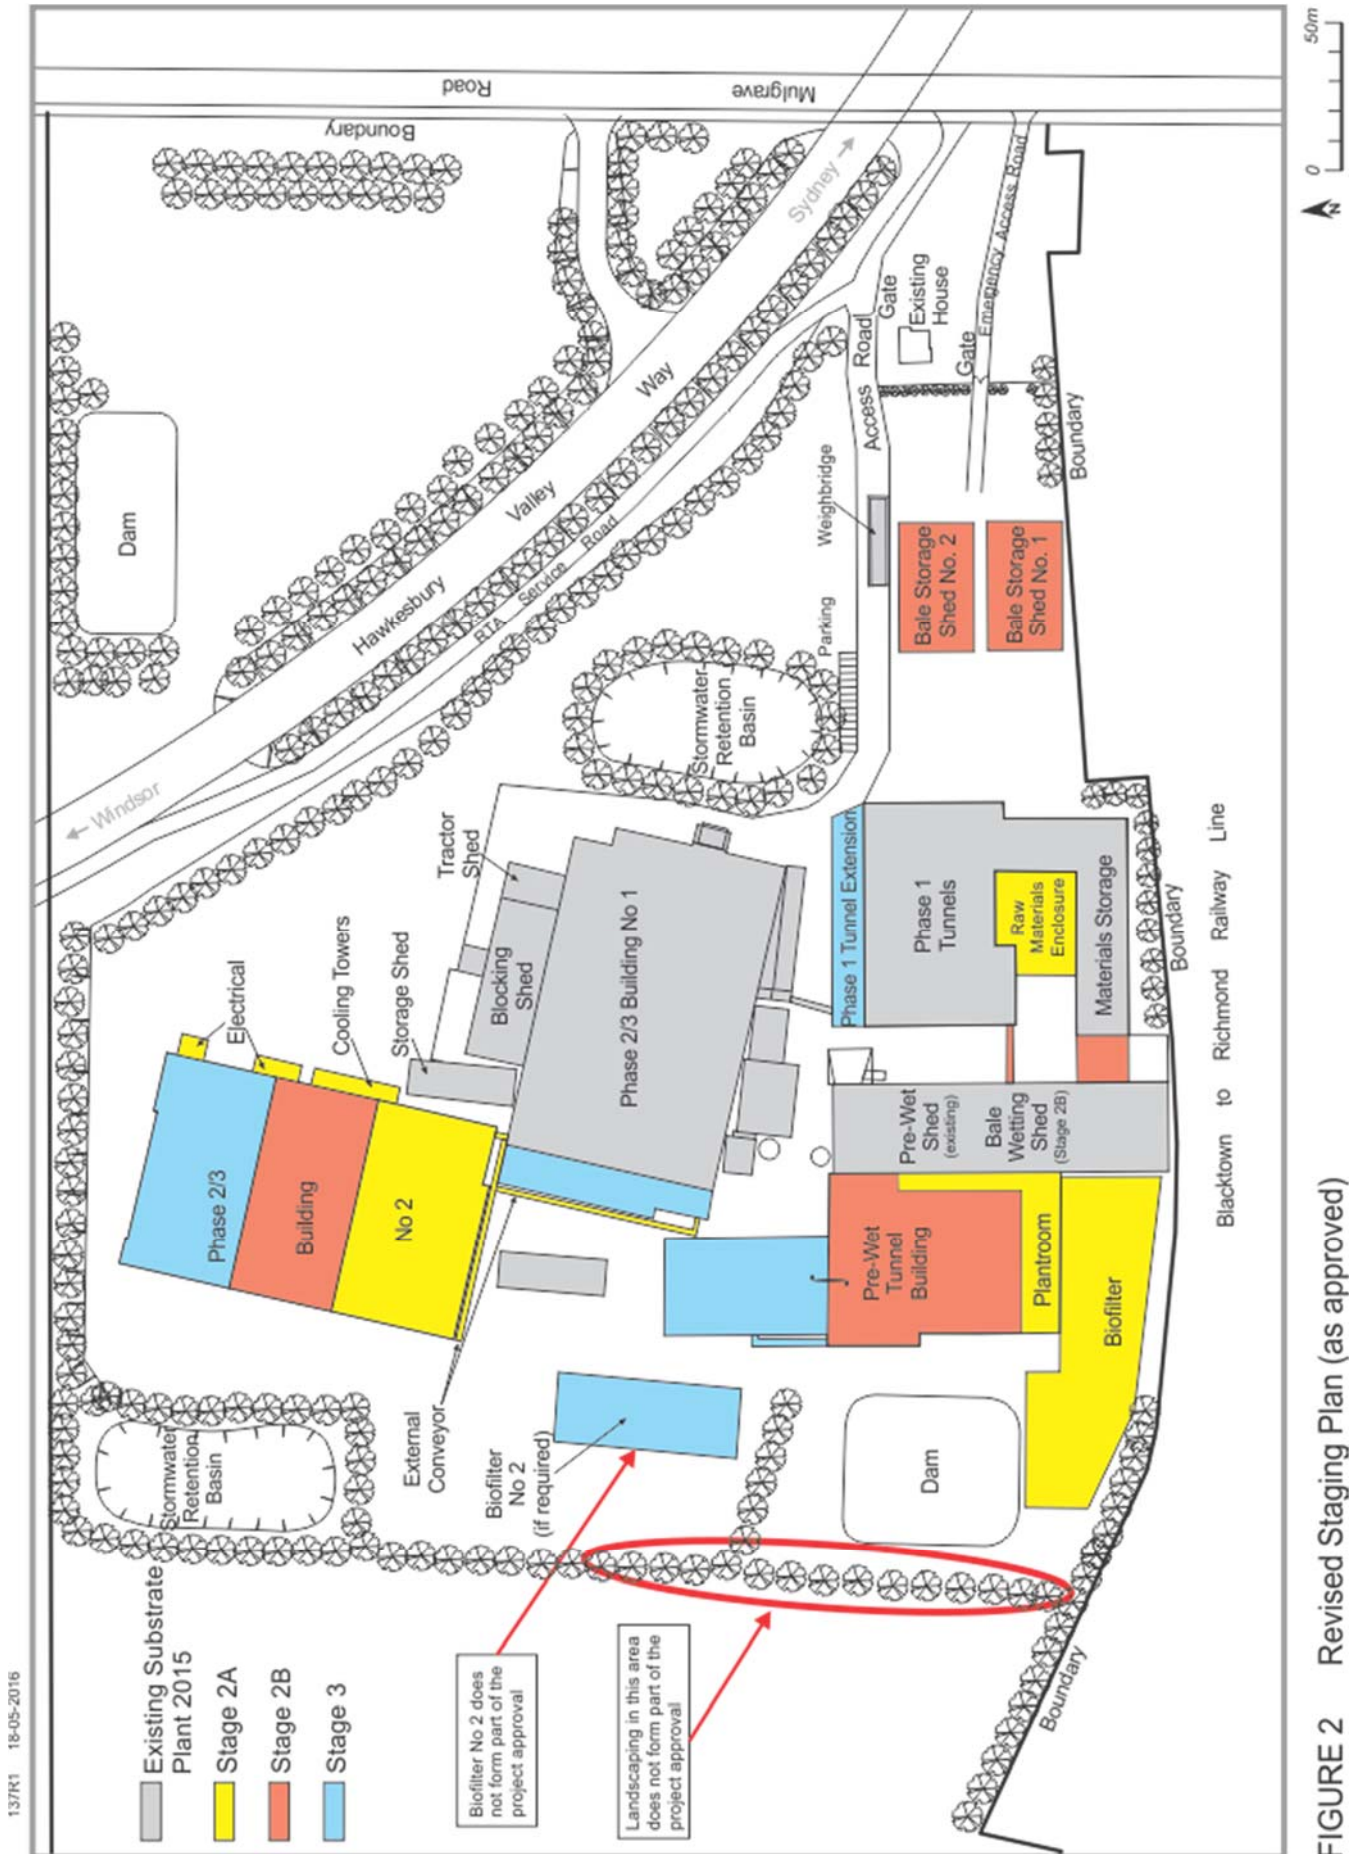 137R1 18-05-2016
Existing Substrate
Plant 2015
Stage 2A
Stage 2B
Stage 3
Biofilter No 2 does
not form part of the
project approval
Landscaping in this area
does not form part of the
project approval
Stormwater
Retention
Basin
External
Conveyor
Biofilter
No 2
(if required)
Dam
Boundary
Phase 2/3
Building
No 2
Electrical
Cooling Towers
Storage Shed
Tractor
Shed
Blocking
Shed
Phase 2/3 Building No 1
Pre-Wet
Tunnel
Building
Plantroom
Biofilter
Pre-Wet
Shed
(existing)
Bale
Wetting
Shed
(Stage 2B)
Phase 1 Tunnel Extension
Phase 1
Tunnels
Raw
Materials
Enclosure
Materials Storage
Boundary
Blacktown to Richmond Railway Line
Windsor
Hawkesbury Valley Way
RTA Service Road
Sydney
Dam
Stormwater
Retention
Basin
Parking
Weighbridge
Access Road
Gate
Existing
House
Gate
Emergency Access Road
Bale Storage
Shed No. 2
Bale Storage
Shed No. 1
Boundary
Boundary
Mulgrave Road
N
0 50m
FIGURE 2 Revised Staging Plan (as approved)